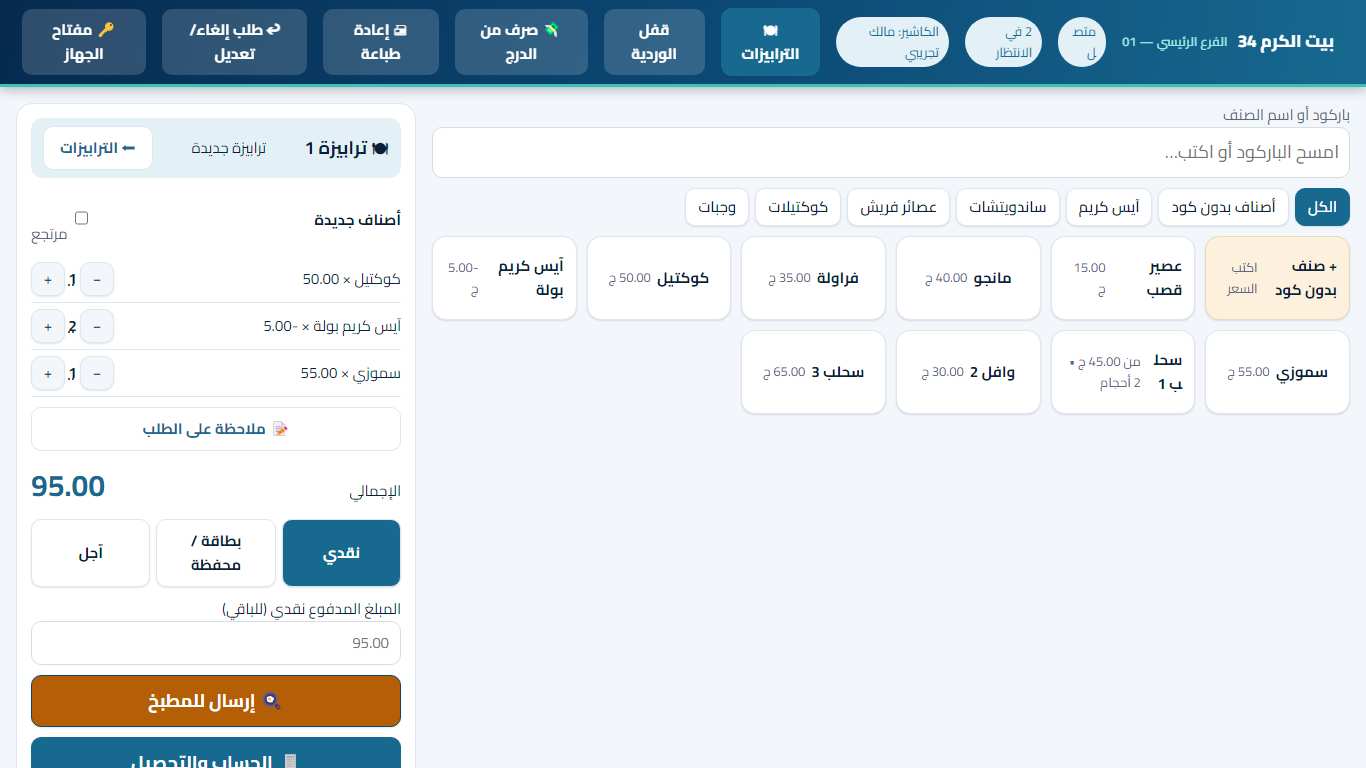 بيت الكرم 34
الفرع الرئيسي — 01
متصل
2 في الانتظار
الكاشير: مالك تجريبي
🍽 الترابيزات
قفل الوردية
💸 صرف من الدرج
🖨 إعادة طباعة
↩ طلب إلغاء/تعديل
🔑 مفتاح الجهاز
باركود أو اسم الصنف
امسح الباركود أو اكتب...
الكل
أصناف بدون كود
آيس كريم
ساندويتشات
عصائر فريش
كوكتيلات
وجبات
+ صنف بدون كود اكتب السعر
عصير قصب 15.00 ج
مانجو 40.00 ج
فراولة 35.00 ج
كوكتيل 50.00 ج
آيس كريم بولة -5.00 ج
سموزي 55.00 ج
سحلب 1 من 45.00 ج • 2 أحجام
وافل 2 30.00 ج
سحلب 3 65.00 ج
🍽 ترابيزة 1
ترابيزة جديدة
⬅ الترابيزات
أصناف جديدة
مرتجع
كوكتيل × 50.00
− 1. +
آيس كريم بولة × -5.00
− 2. +
سموزي × 55.00
− 1. +
📝 ملاحظة على الطلب
الإجمالي
95.00
نقدي
بطاقة / محفظة
آجل
المبلغ المدفوع نقدي (للباقي)
95.00
🍳 إرسال للمطبخ
🧾 الحساب والتحصيل